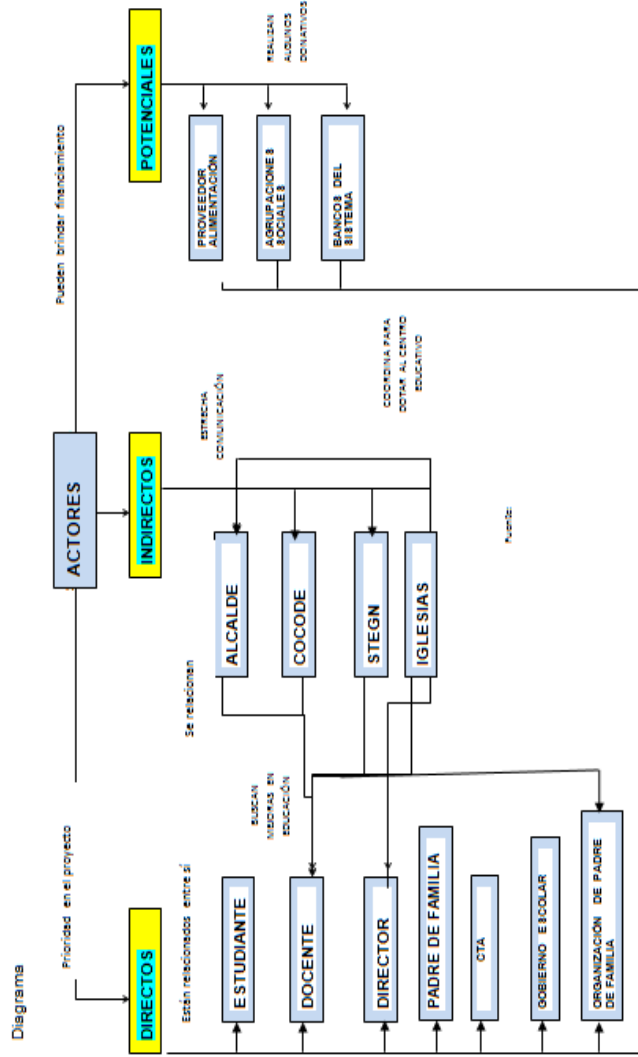 Diagrama
ACTORES
Prioridad en el proyecto
Pueden brindar financiamiento
DIRECTOS
INDIRECTOS
POTENCIALES
Están relacionados entre sí
ESTUDIANTE
DOCENTE
DIRECTOR
PADRE DE FAMILIA
CTA
GOBIERNO ESCOLAR
ORGANIZACIÓN DE PADRE
DE FAMILIA
BUSCAN
MEJORAS EN
EDUCACIÓN
Se relacionan
ALCALDE
COCODE
STEGN
IGLESIAS
ESTRECHA
COMUNICACIÓN
COORDINA PARA
DOTAR AL CENTRO
EDUCATIVO
PROVEEDOR
ALIMENTACIÓN
AGRUPACIONES
SOCIALES
BANCOS DEL
SISTEMA
REALIZAN
ALGUNOS
DONATIVOS
Fuente: